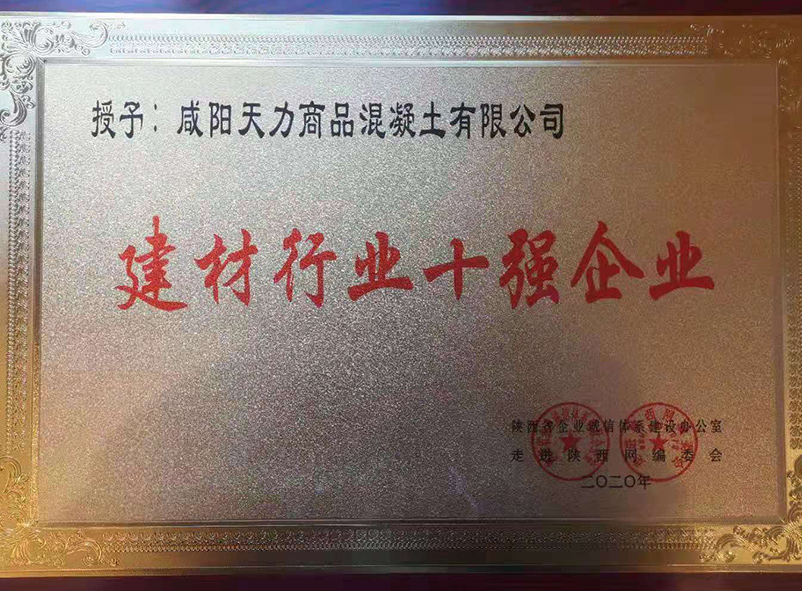 授予：咸阳天力商品混凝土有限公司
建材行业十强企业
陕西省企业诚信体系建设办公室
走进陕西网编委会
二〇二〇年